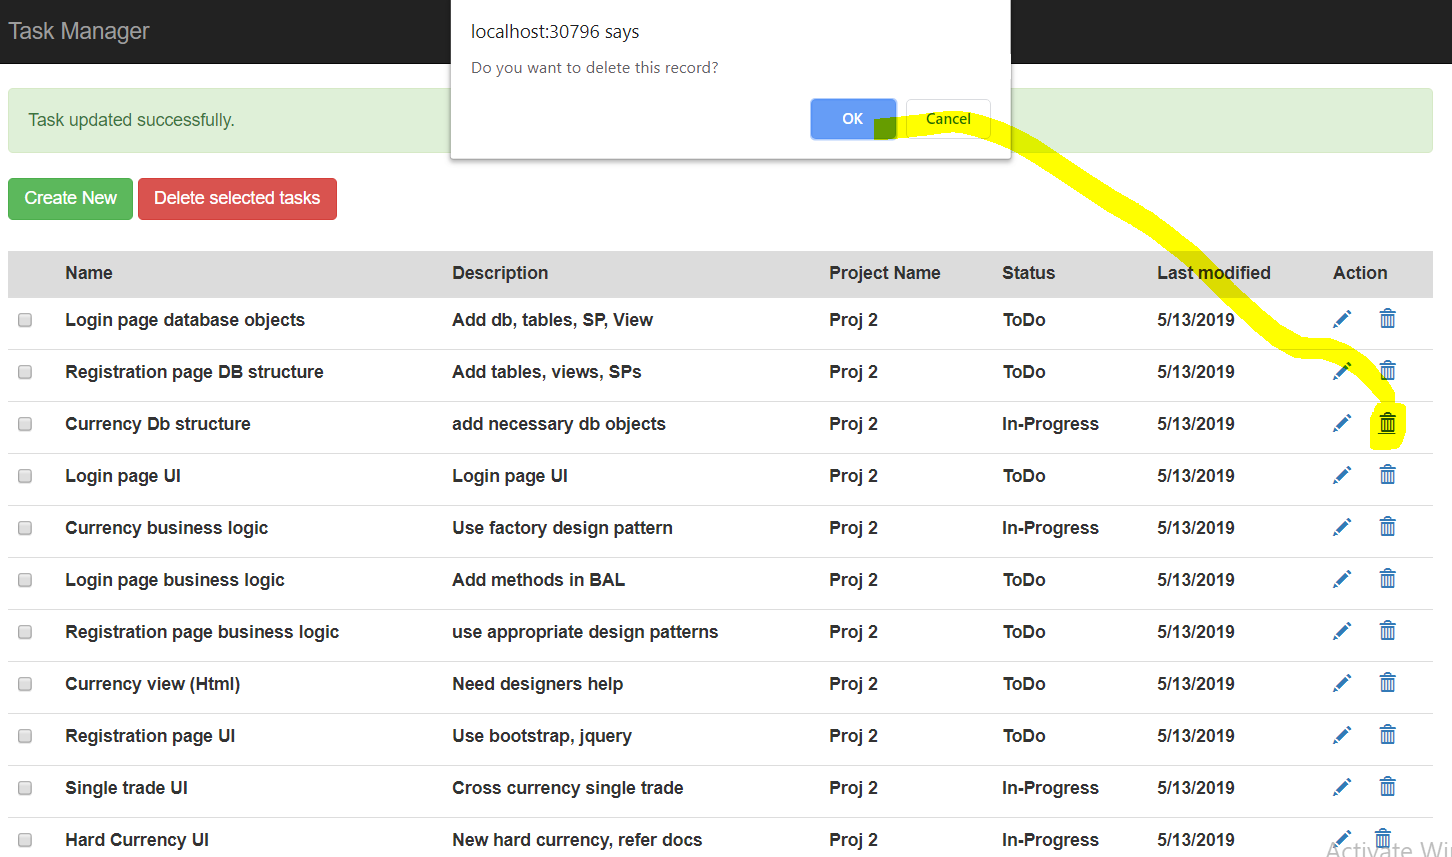 Task Manager
localhost:30796 says
Do you want to delete this record?
OK Cancel
Task updated successfully.
Create New Delete selected tasks
Name Description Project Name Status Last modified Action
Login page database objects Add db, tables, SP, View Proj 2 ToDo 5/13/2019
Registration page DB structure Add tables, views, SPs Proj 2 ToDo 5/13/2019
Currency Db structure add necessary db objects Proj 2 In-Progress 5/13/2019
Login page UI Login page UI Proj 2 ToDo 5/13/2019
Currency business logic Use factory design pattern Proj 2 In-Progress 5/13/2019
Login page business logic Add methods in BAL Proj 2 ToDo 5/13/2019
Registration page business logic use appropriate design patterns Proj 2 ToDo 5/13/2019
Currency view (Html) Need designers help Proj 2 ToDo 5/13/2019
Registration page UI Use bootstrap, jquery Proj 2 ToDo 5/13/2019
Single trade UI Cross currency single trade Proj 2 In-Progress 5/13/2019
Hard Currency UI New hard currency, refer docs Proj 2 In-Progress 5/13/2019
Activate Wi